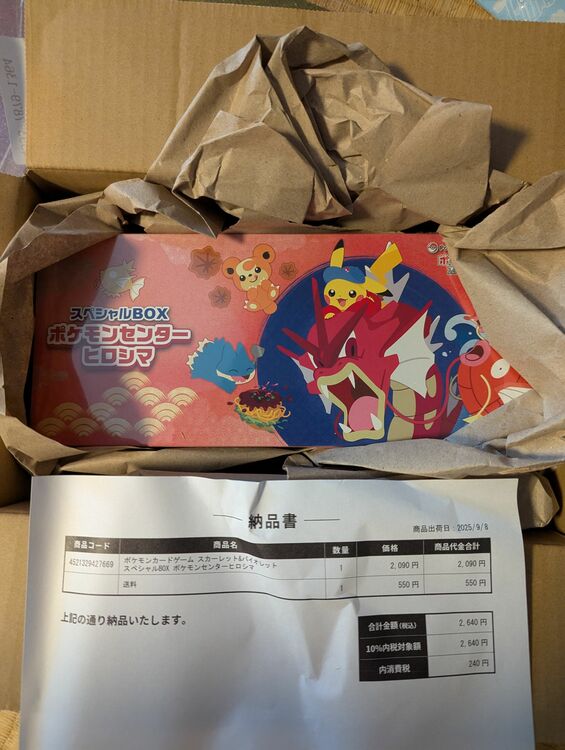 スペシャルBOX
ポケモンセンター
ヒロシマ
納品書
商品出荷日:2025/9/8
商品コード 商品名 数量 価格 商品代金合計
4521329427669 ポケモンカードゲーム スカーレット&バイオレット
スペシャルBOX ポケモンセンターヒロシマ 1 2,090 円 2,090 円
送料 1 550 円 550 円
上記の通り納品いたします。
合計金額(税込) 2,640 円
10%内税対象額 2,640 円
内消費税 240 円